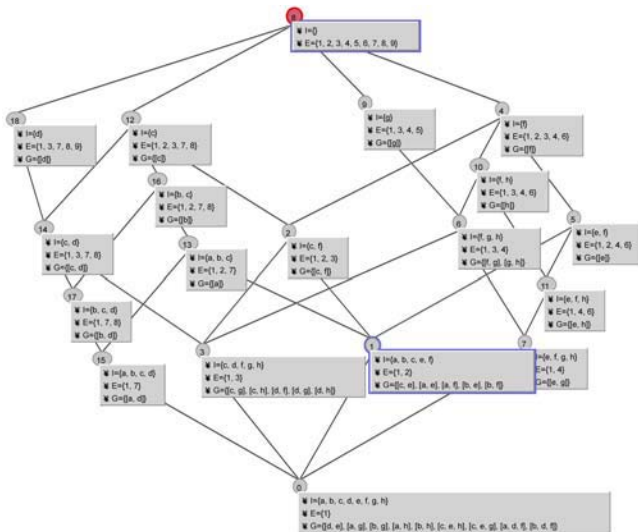 I={}
E={1, 2, 3, 4, 5, 6, 7, 8, 9}
18
I={d}
E={1, 3, 7, 8, 9}
G={[d]}
12
I={c}
E={1, 2, 3, 7, 8}
G={[c]}
9
I={g}
E={1, 3, 4, 5}
G={[g]}
4
I={f}
E={1, 2, 3, 4, 6}
G={[f]}
16
I={b, c}
E={1, 2, 7, 8}
G={[b]}
10
I={f, h}
E={1, 3, 4, 6}
G={[h]}
14
I={c, d}
E={1, 3, 7, 8}
G={[c, d]}
13
I={a, b, c}
E={1, 2, 7}
G={[a]}
2
I={c, f}
E={1, 2, 3}
G={[c, f]}
6
I={f, g, h}
E={1, 3, 4}
G={[f, g], [g, h]}
5
I={e, f}
E={1, 2, 4, 6}
G={[e]}
17
I={b, c, d}
E={1, 7, 8}
G={[b, d]}
11
I={e, f, h}
E={1, 4, 6}
G={[e, h]}
15
I={a, b, c, d}
E={1, 7}
G={[a, d]}
3
I={c, d, f, g, h}
E={1, 3}
G={[c, g], [c, h], [d, f], [d, g], [d, h]}
1
I={a, b, c, e, f}
E={1, 2}
G={[c, e], [a, e], [a, f], [b, e], [b, f]}
7
I={e, f, g, h}
E={1, 4}
G={[e, g]}
0
I={a, b, c, d, e, f, g, h}
E={1}
G={[d, e], [a, g], [b, g], [a, h], [b, h], [c, e, h], [c, e, g], [a, d, f], [b, d, f]}